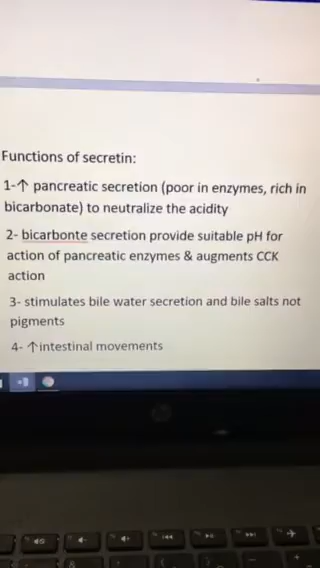 Functions of secretin:
1-↑ pancreatic secretion (poor in enzymes, rich in
bicarbonate) to neutralize the acidity
2- bicarbonte secretion provide suitable pH for
action of pancreatic enzymes & augments CCK
action
3- stimulates bile water secretion and bile salts not
pigments
4- ↑intestinal movements